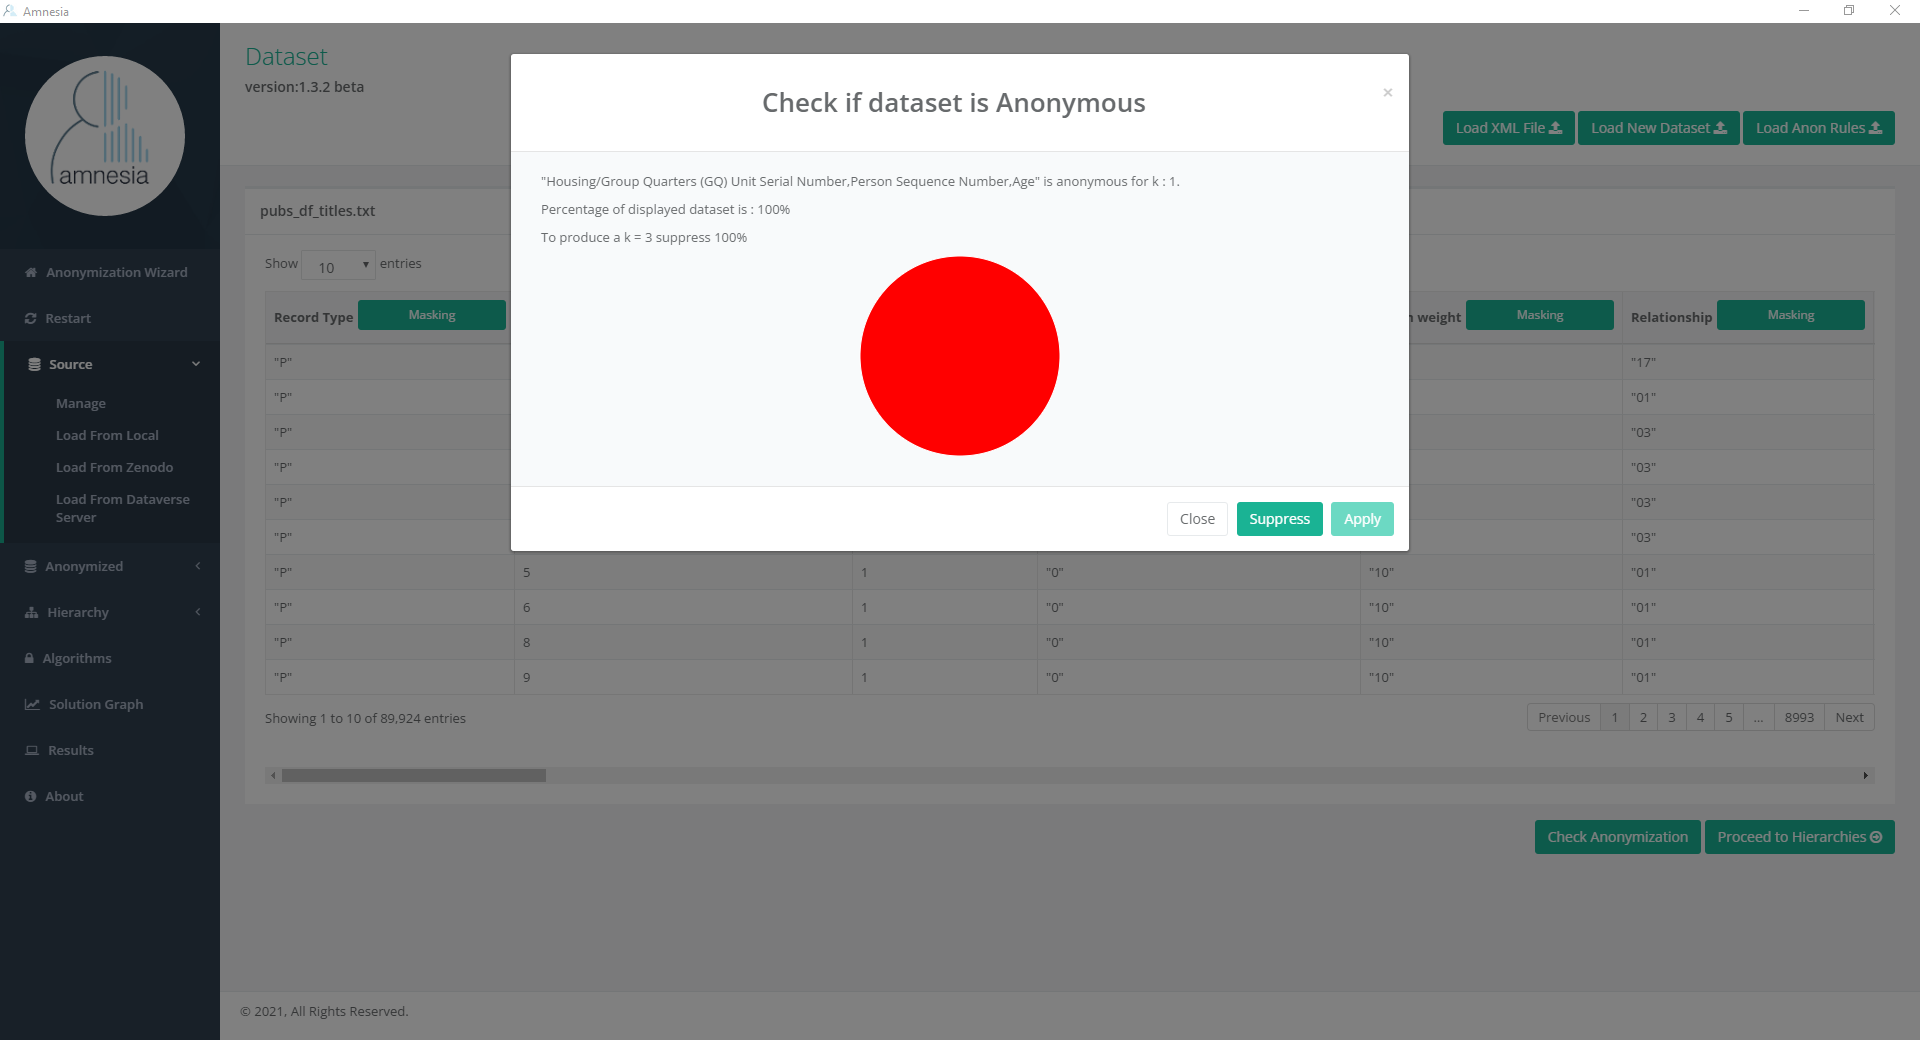 Amnesia
amnesia
Anonymization Wizard
Restart
Source
Manage
Load From Local
Load From Zenodo
Load From Dataverse
Server
Anonymized
Hierarchy
Algorithms
Solution Graph
Results
About
Dataset
version:1.3.2 beta
Load XML File
Load New Dataset
Load Anon Rules
Check if dataset is Anonymous
×
"Housing/Group Quarters (GQ) Unit Serial Number,Person Sequence Number,Age" is anonymous for k : 1.
Percentage of displayed dataset is : 100%
To produce a k = 3 suppress 100%
Close
Suppress
Apply
pubs_df_titles.txt
Show 10 entries
Record Type Masking weight Masking Relationship Masking
"P" "17"
"P" "01"
"P" "03"
"P" "03"
"P" "03"
"P" "03"
"P" 5 1 "0" "10" "01"
"P" 6 1 "0" "10" "01"
"P" 8 1 "0" "10" "01"
"P" 9 1 "0" "10" "01"
Showing 1 to 10 of 89,924 entries
Previous 1 2 3 4 5 ... 8993 Next
Check Anonymization
Proceed to Hierarchies
© 2021, All Rights Reserved.